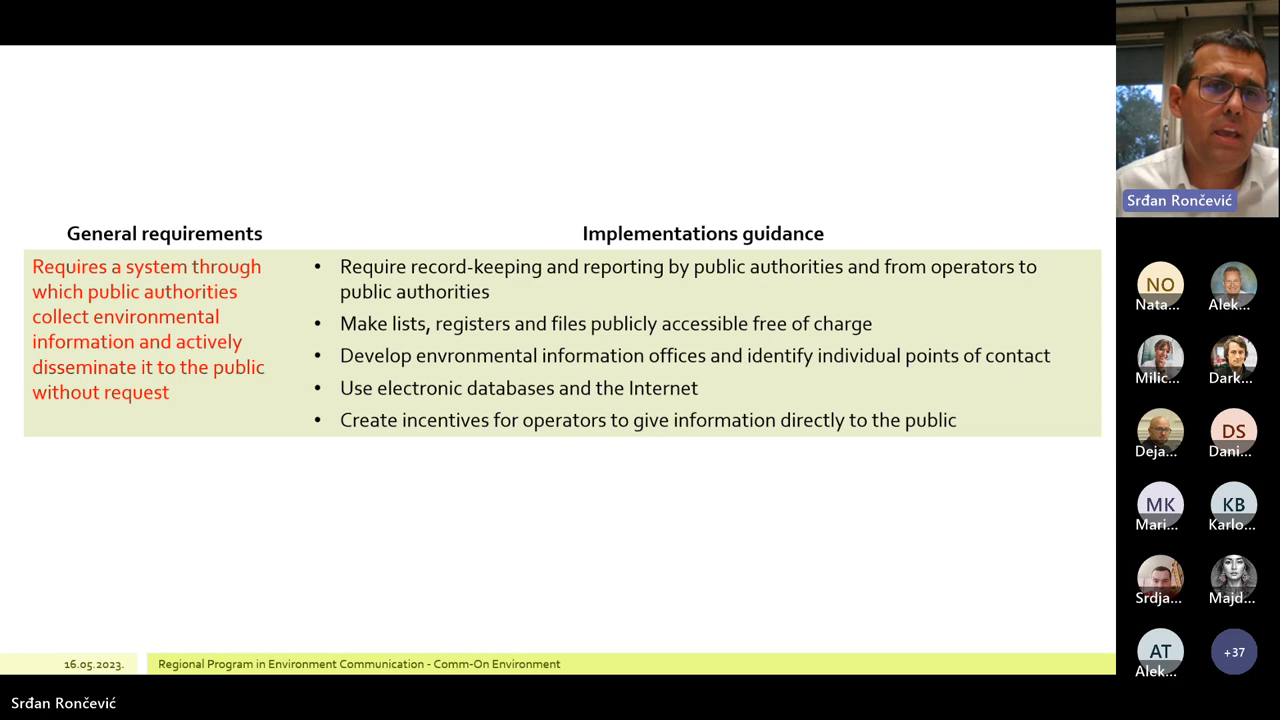 General requirements
Implementations guidance
Requires a system through
which public authorities
collect environmental
information and actively
disseminate it to the public
without request
• Require record-keeping and reporting by public authorities and from operators to
public authorities
• Make lists, registers and files publicly accessible free of charge
• Develop envronmental information offices and identify individual points of contact
• Use electronic databases and the Internet
• Create incentives for operators to give information directly to the public
16.05.2023.
Regional Program in Environment Communication - Comm-On Environment
Srđan Rončević
Srđan Rončević
NO
Nata...
Alek...
Milic...
Dark...
Deja...
DS
Dani...
MK
Mari...
KB
Karlo...
Srdja...
Majd...
AT
Alek...
+37